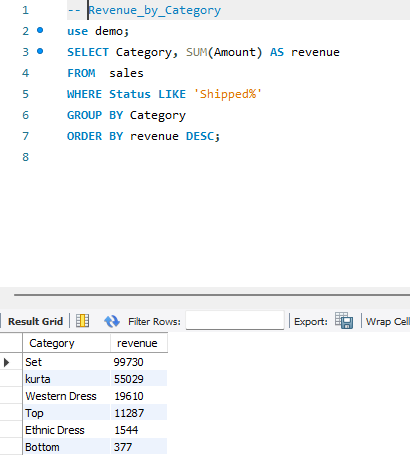 1 -- Revenue_by_Category
2 use demo;
3 SELECT Category, SUM(Amount) AS revenue
4 FROM  sales
5 WHERE Status LIKE 'Shipped%'
6 GROUP BY Category
7 ORDER BY revenue DESC;
8
Result Grid Filter Rows: Export: Wrap Cell
Category revenue
Set 99730
kurta 55029
Western Dress 19610
Top 11287
Ethnic Dress 1544
Bottom 377